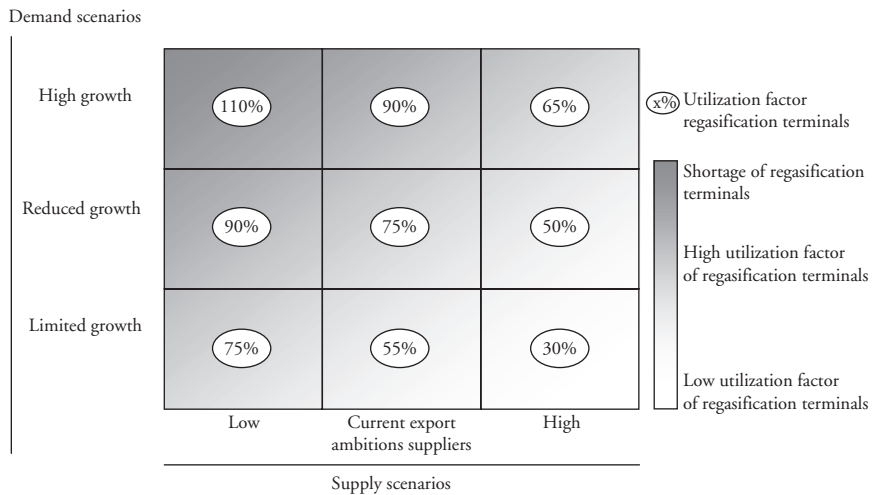 Demand scenarios
High growth
110%
90%
65%
Reduced growth
90%
75%
50%
Limited growth
75%
55%
30%
Low
Current export
ambitions suppliers
High
Supply scenarios
x% Utilization factor
regasification terminals
Shortage of regasification
terminals
High utilization factor
of regasification terminals
Low utilization factor
of regasification terminals